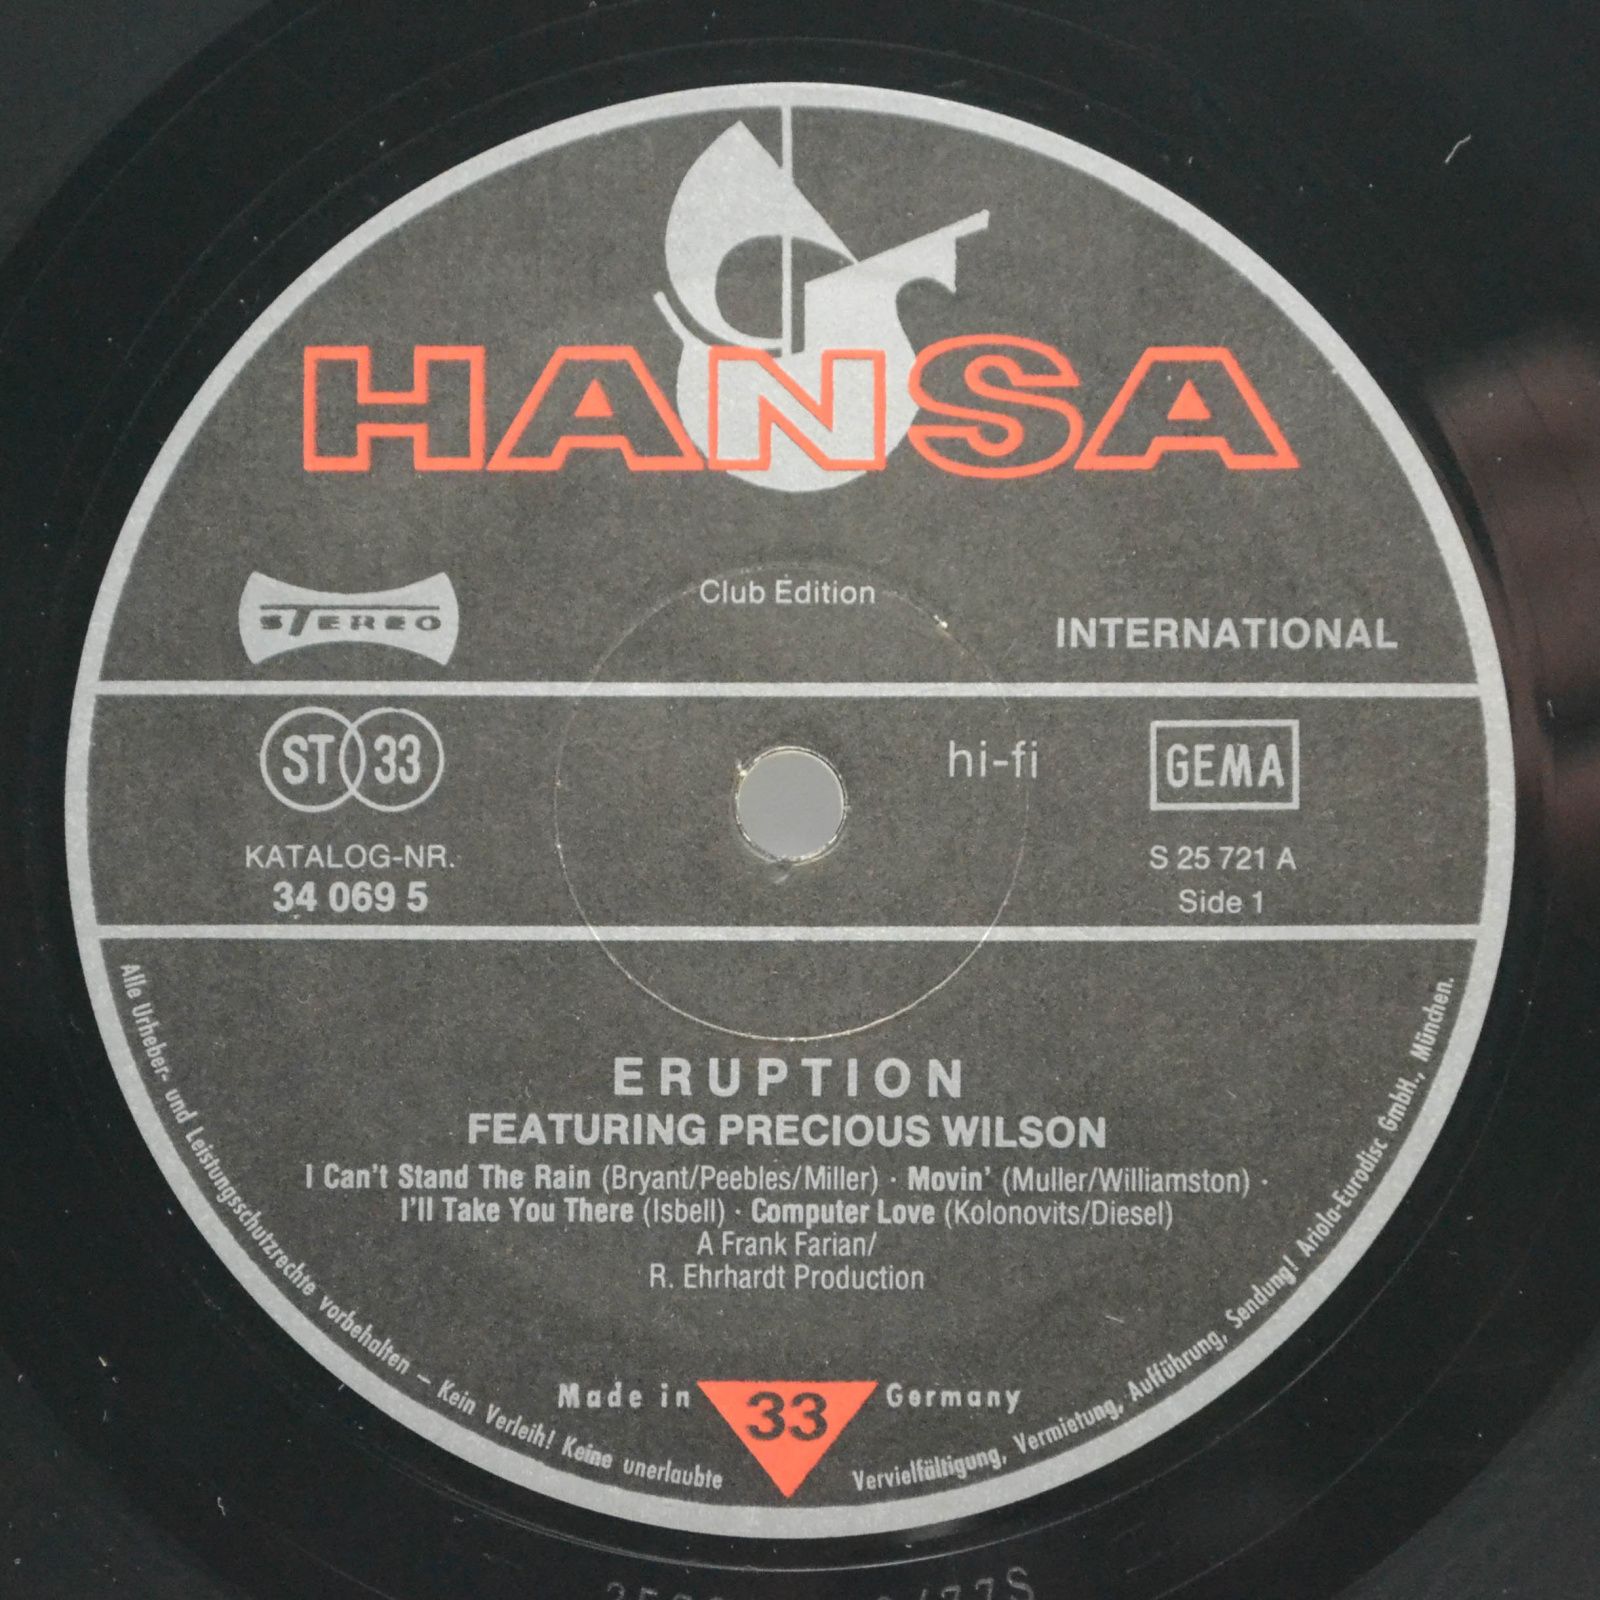 HANSA
STEREO
Club Edition
INTERNATIONAL
ST 33
hi-fi
GEMA
KATALOG-NR.
34 069 5
S 25 721 A
Side 1
ERUPTION
FEATURING PRECIOUS WILSON
I Can't Stand The Rain (Bryant/Peebles/Miller) · Movin' (Muller/Williamston) ·
I'll Take You There (Isbell) · Computer Love (Kolonovits/Diesel)
A Frank Farian/
R. Ehrhardt Production
Made in 33 Germany
Alle Urheber- und Leistungsschutzrechte vorbehalten – Kein Verleih! Keine unerlaubte Vervielfältigung, Vermietung, Aufführung, Sendung! Ariola-Eurodisc GmbH., München.